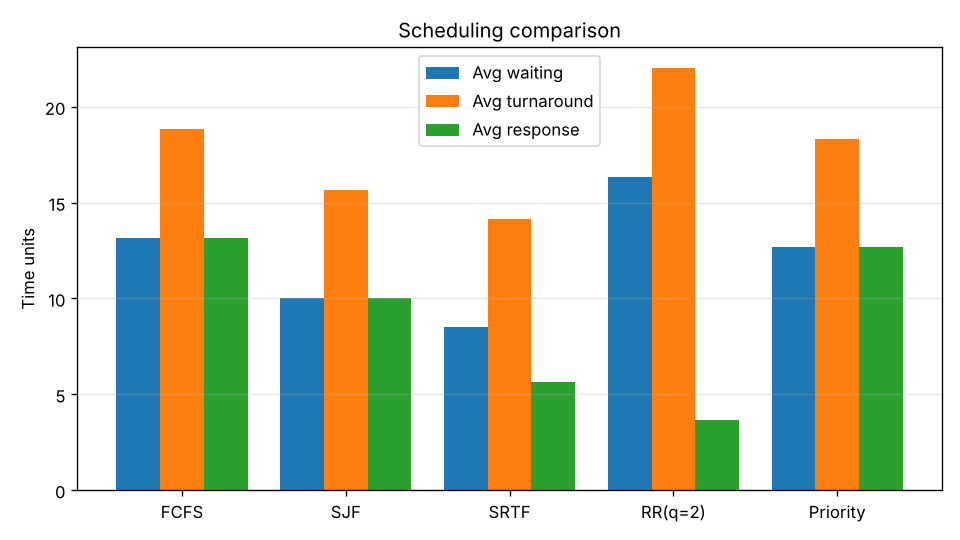 Scheduling comparison
Avg waiting
Avg turnaround
Avg response
Time units
20
15
10
5
0
FCFS SJF SRTF RR(q=2) Priority